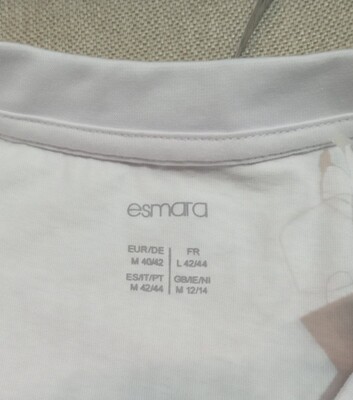 esmara
EUR/DE FR
M 40/42 L 42/44
ES/IT/PT GB/IE/NI
M 42/44 M 12/14